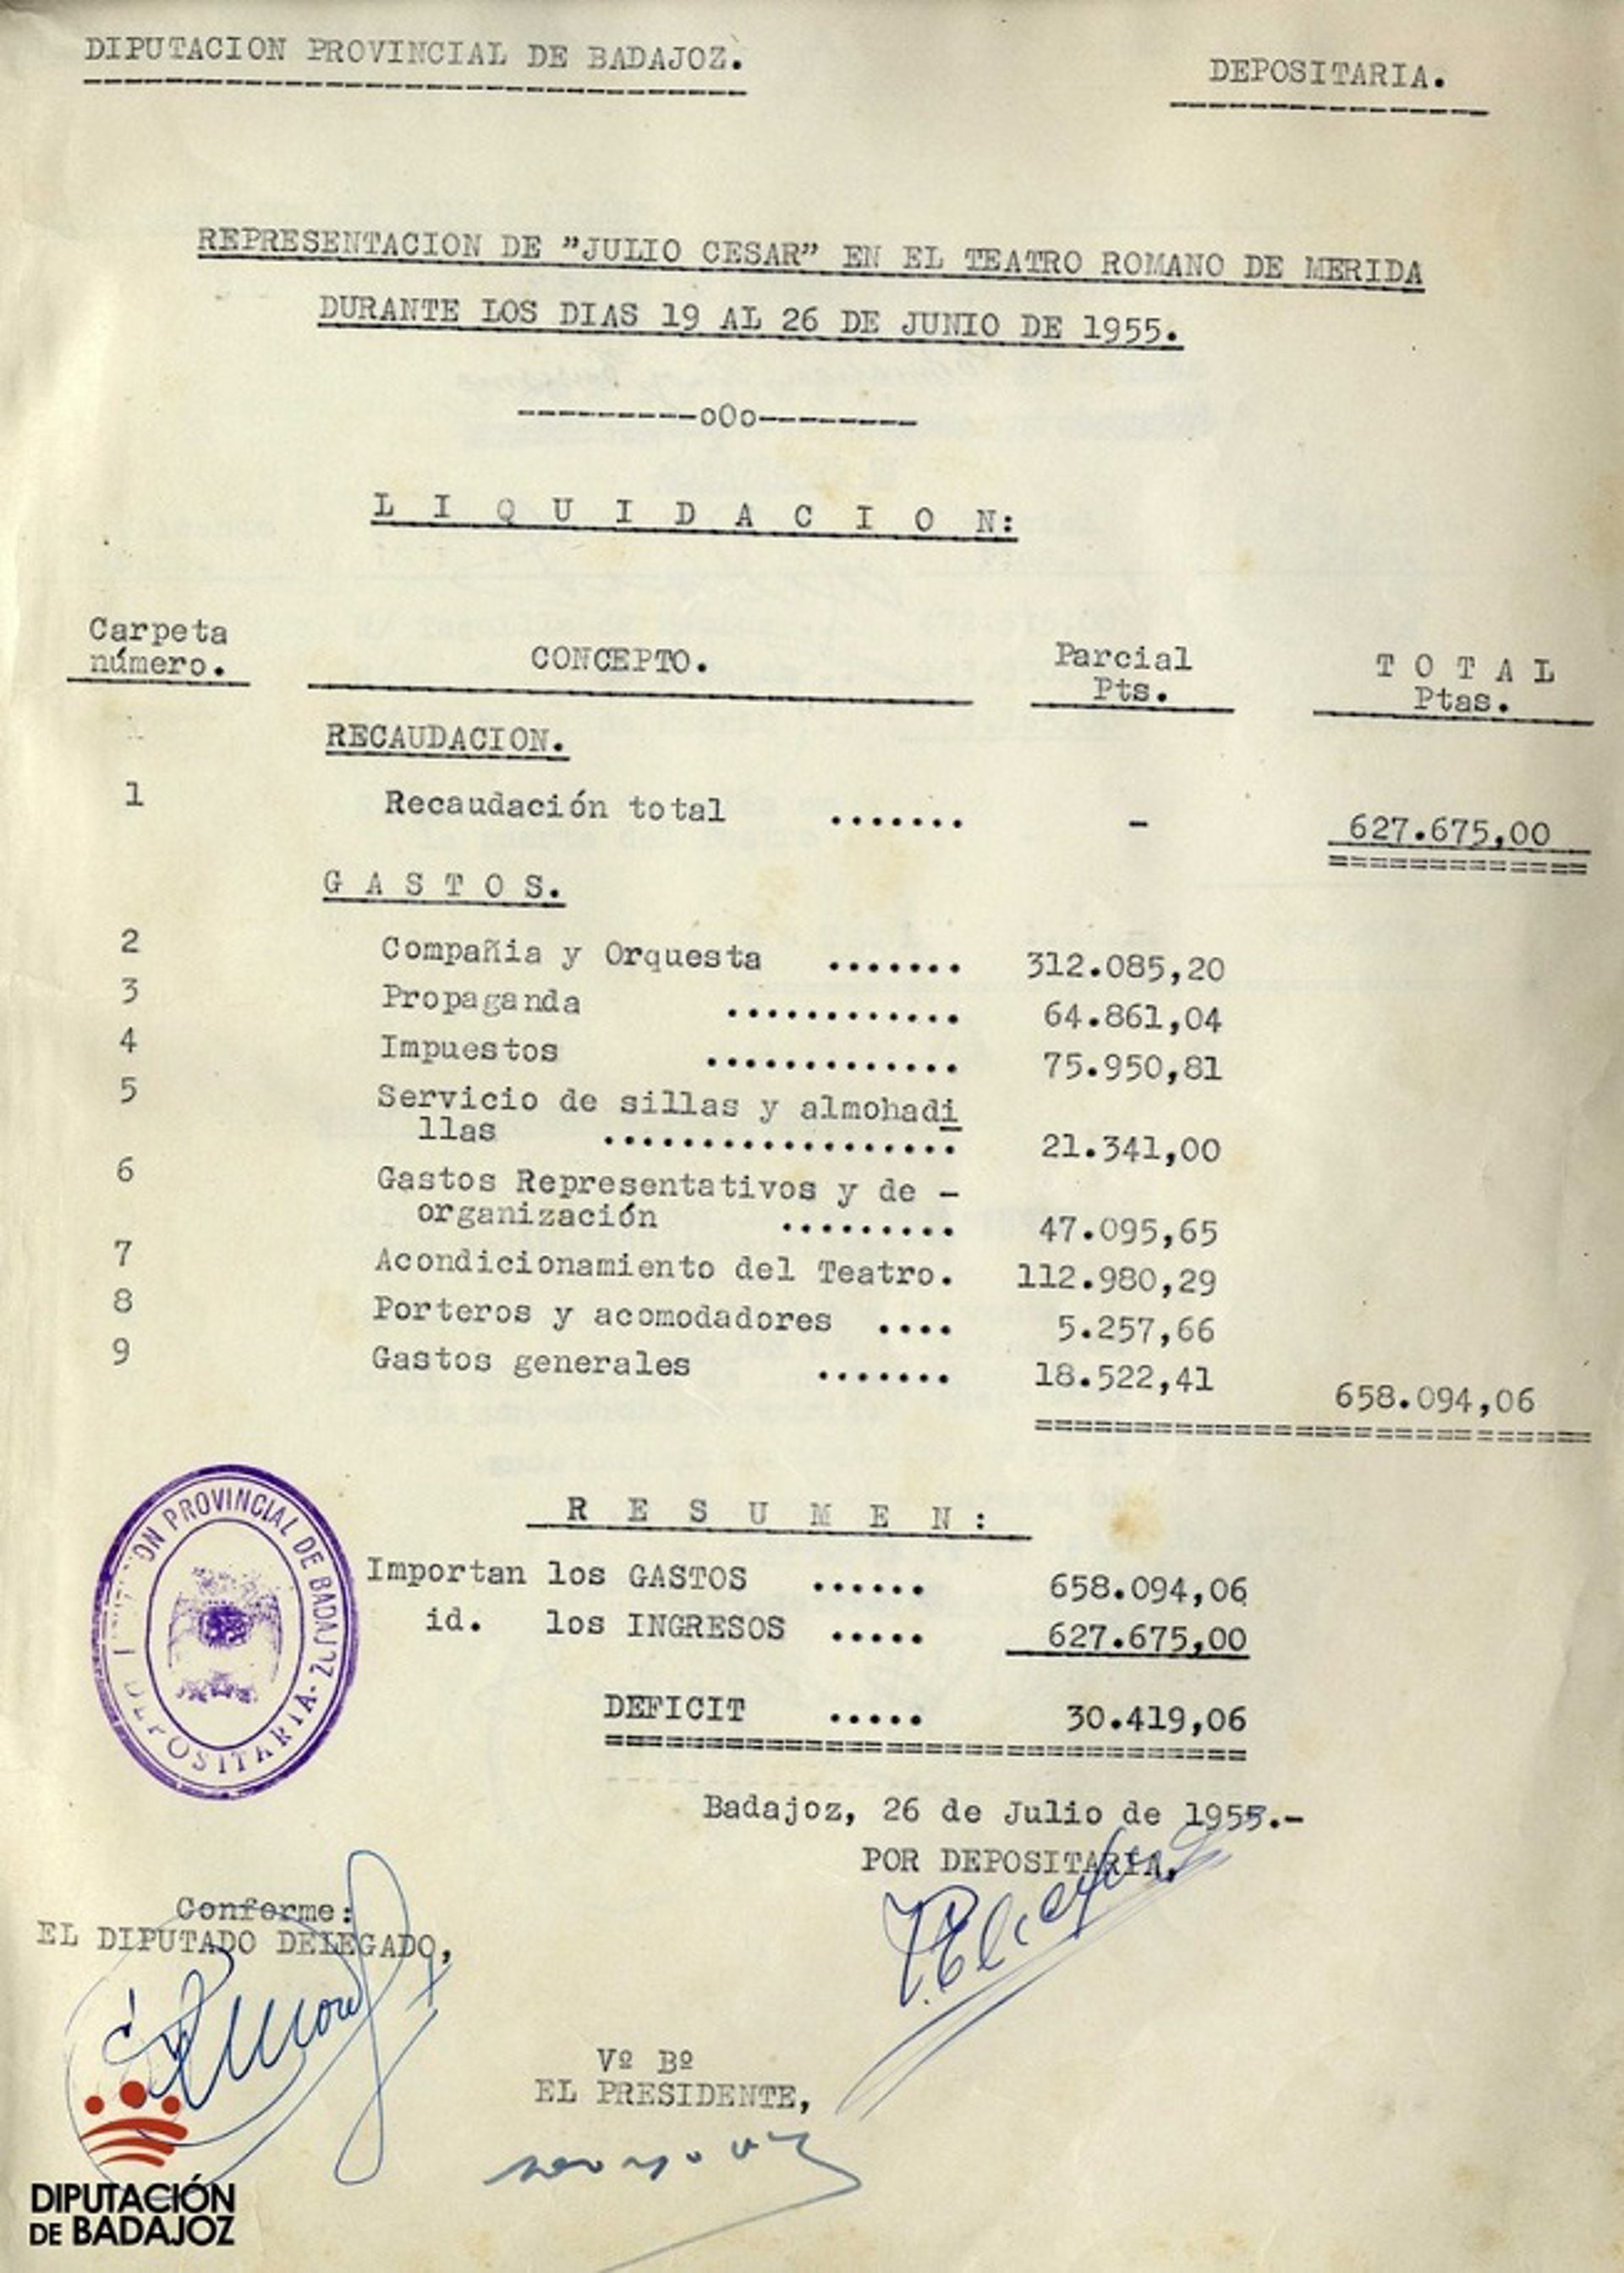 DIPUTACION PROVINCIAL DE BADAJOZ.
DEPOSITARIA.
REPRESENTACION DE "JULIO CESAR" EN EL TEATRO ROMANO DE MERIDA
DURANTE LOS DIAS 19 AL 26 DE JUNIO DE 1955.
----------oOo---------
L I Q U I D A C I O N:
Carpeta número.
CONCEPTO.
Parcial Pts.
T O T A L Ptas.
RECAUDACION.
1 Recaudación total ....... - 627.675,00
G A S T O S.
2 Compañia y Orquesta ....... 312.085,20
3 Propaganda ............ 64.861,04
4 Impuestos ............. 75.950,81
5 Servicio de sillas y almohadi
llas .................. 21.341,00
6 Gastos Representativos y de -
organización ......... 47.095,65
7 Acondicionamiento del Teatro. 112.980,29
8 Porteros y acomodadores .... 5.257,66
9 Gastos generales ....... 18.522,41 658.094,06
R E S U M E N:
Importan los GASTOS ...... 658.094,06
id. los INGRESOS ..... 627.675,00
DEFICIT ..... 30.419,06
PROVINCIAL DE BADAJOZ
DEPOSITARIA
Badajoz, 26 de Julio de 1955.-
POR DEPOSITARÍA,
Conforme:
EL DIPUTADO DELEGADO,
Vº Bº
EL PRESIDENTE,
DIPUTACIÓN
DE BADAJOZ